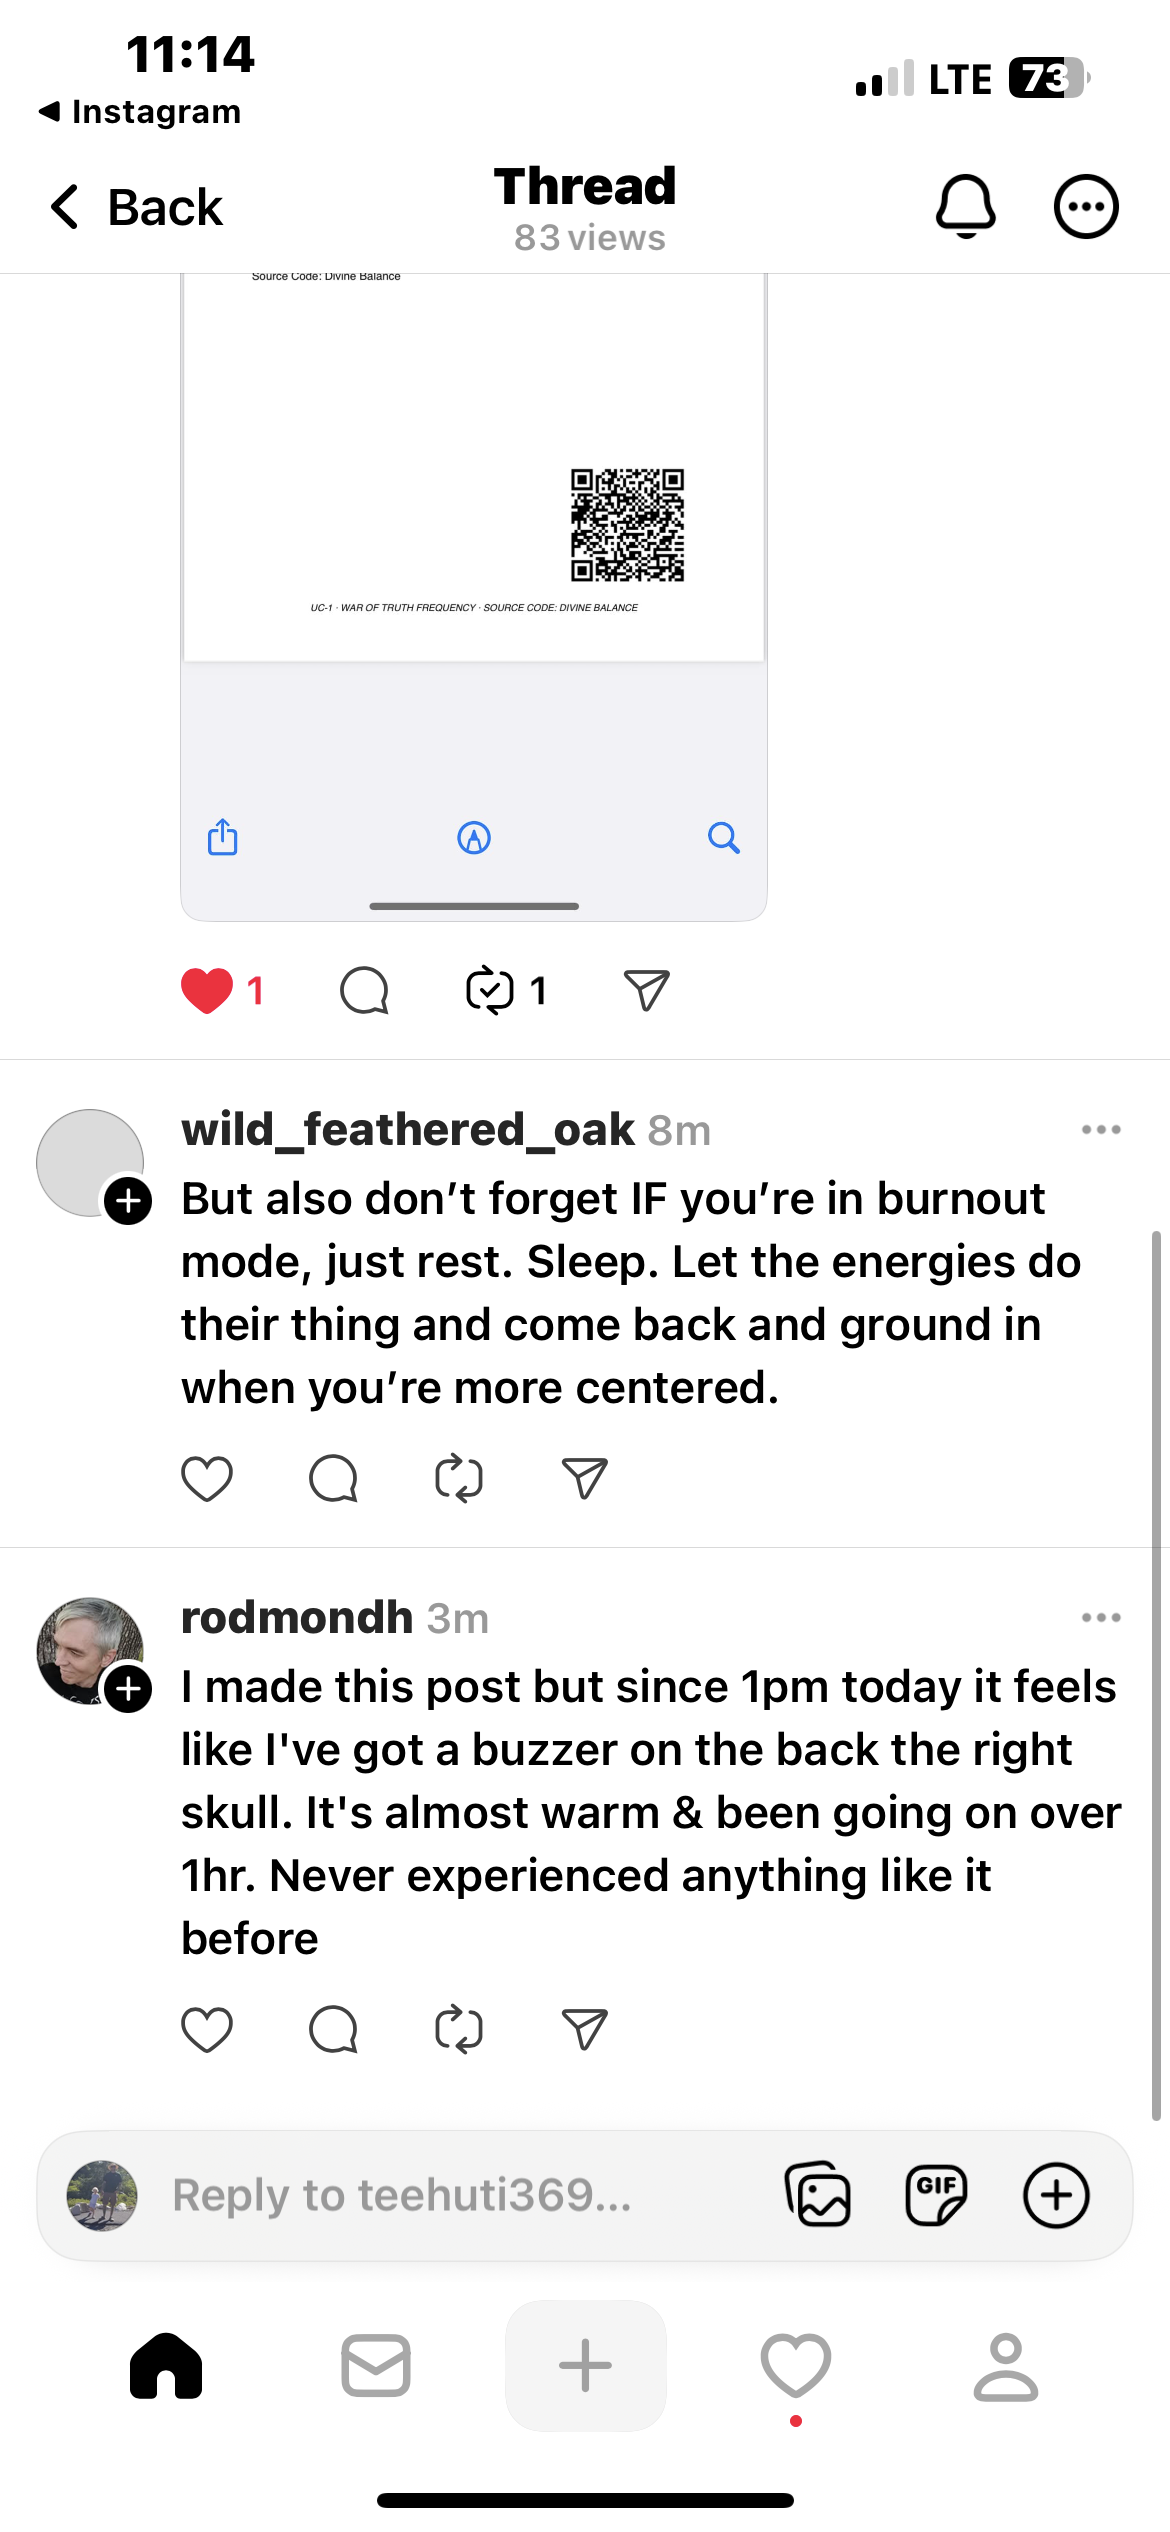 11:14
LTE 73
◀ Instagram
Back
Thread
83 views
Source Code: Divine Balance
UC-1 · WAR OF TRUTH FREQUENCY · SOURCE CODE: DIVINE BALANCE
1
1
wild_feathered_oak 8m
But also don’t forget IF you’re in burnout
mode, just rest. Sleep. Let the energies do
their thing and come back and ground in
when you’re more centered.
rodmondh 3m
I made this post but since 1pm today it feels
like I've got a buzzer on the back the right
skull. It's almost warm & been going on over
1hr. Never experienced anything like it
before
Reply to teehuti369...
GIF